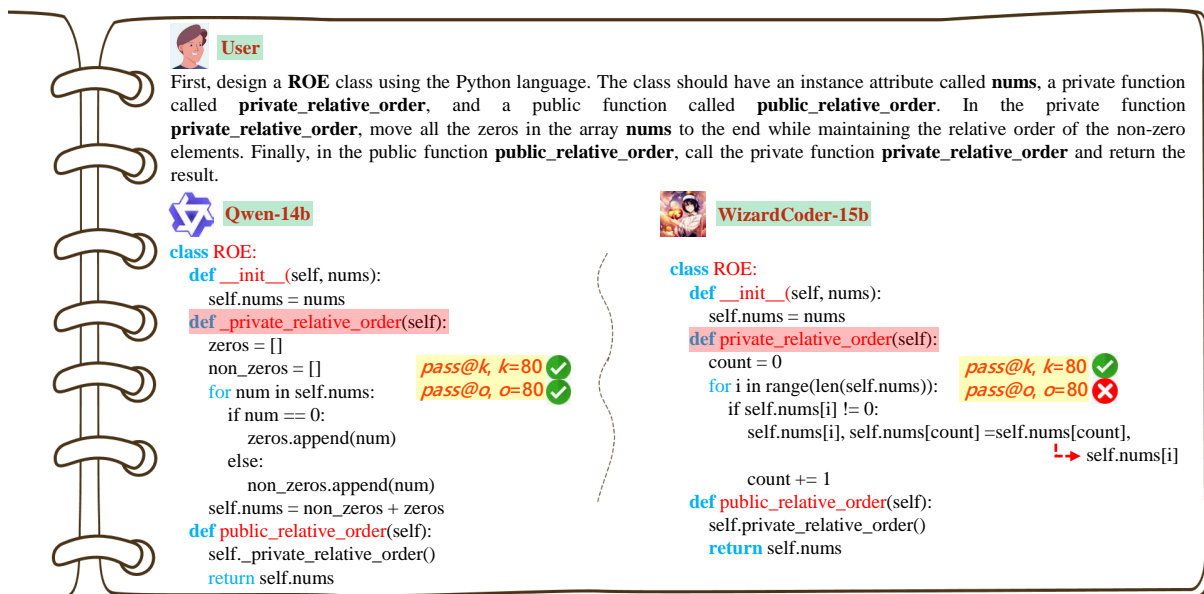 User
First, design a ROE class using the Python language. The class should have an instance attribute called nums, a private function
called private_relative_order, and a public function called public_relative_order. In the private function
private_relative_order, move all the zeros in the array nums to the end while maintaining the relative order of the non-zero
elements. Finally, in the public function public_relative_order, call the private function private_relative_order and return the
result.
Qwen-14b
class ROE:
def __init__(self, nums):
self.nums = nums
def _private_relative_order(self):
zeros = []
non_zeros = []
for num in self.nums:
if num == 0:
zeros.append(num)
else:
non_zeros.append(num)
self.nums = non_zeros + zeros
def public_relative_order(self):
self._private_relative_order()
return self.nums
pass@k, k=80
pass@o, o=80
WizardCoder-15b
class ROE:
def __init__(self, nums):
self.nums = nums
def private_relative_order(self):
count = 0
for i in range(len(self.nums)):
if self.nums[i] != 0:
self.nums[i], self.nums[count] =self.nums[count],
self.nums[i]
count += 1
def public_relative_order(self):
self.private_relative_order()
return self.nums
pass@k, k=80
pass@o, o=80